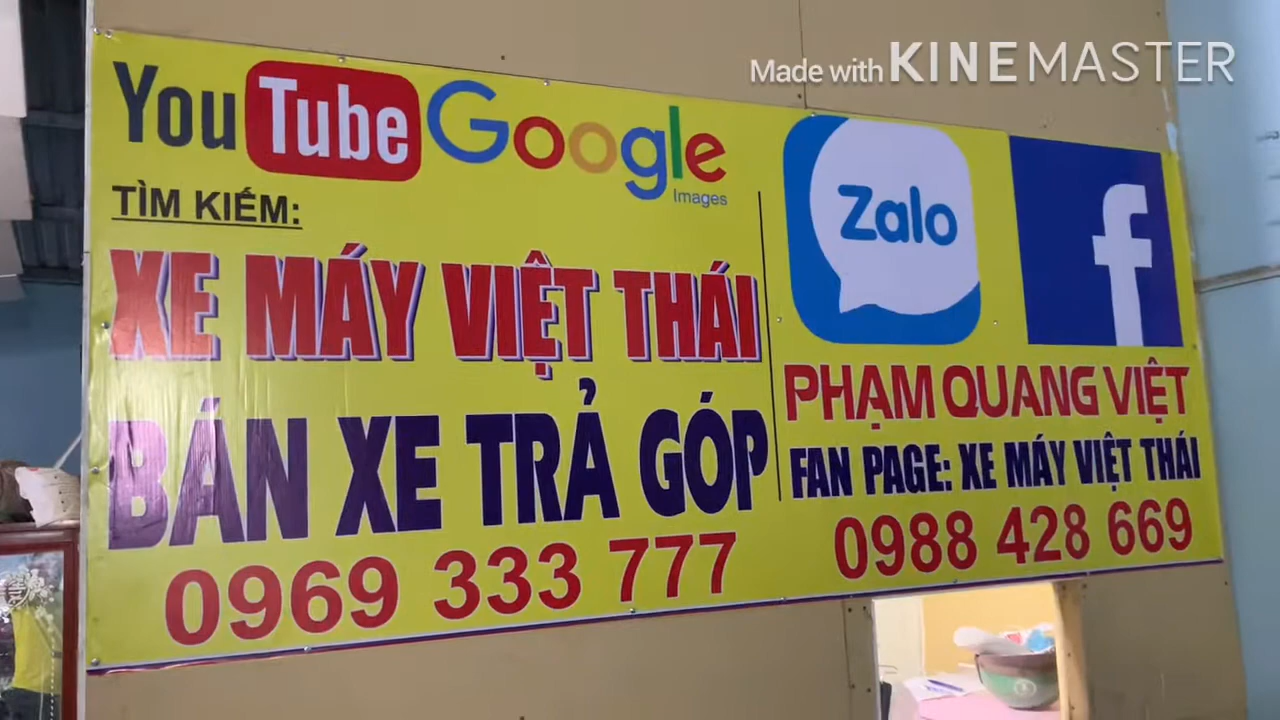 Made with KINEMASTER
YouTube Google
Images
TÌM KIẾM:
XE MÁY VIỆT THÁI
BÁN XE TRẢ GÓP
0969 333 777
Zalo
f
PHẠM QUANG VIỆT
FAN PAGE: XE MÁY VIỆT THÁI
0988 428 669